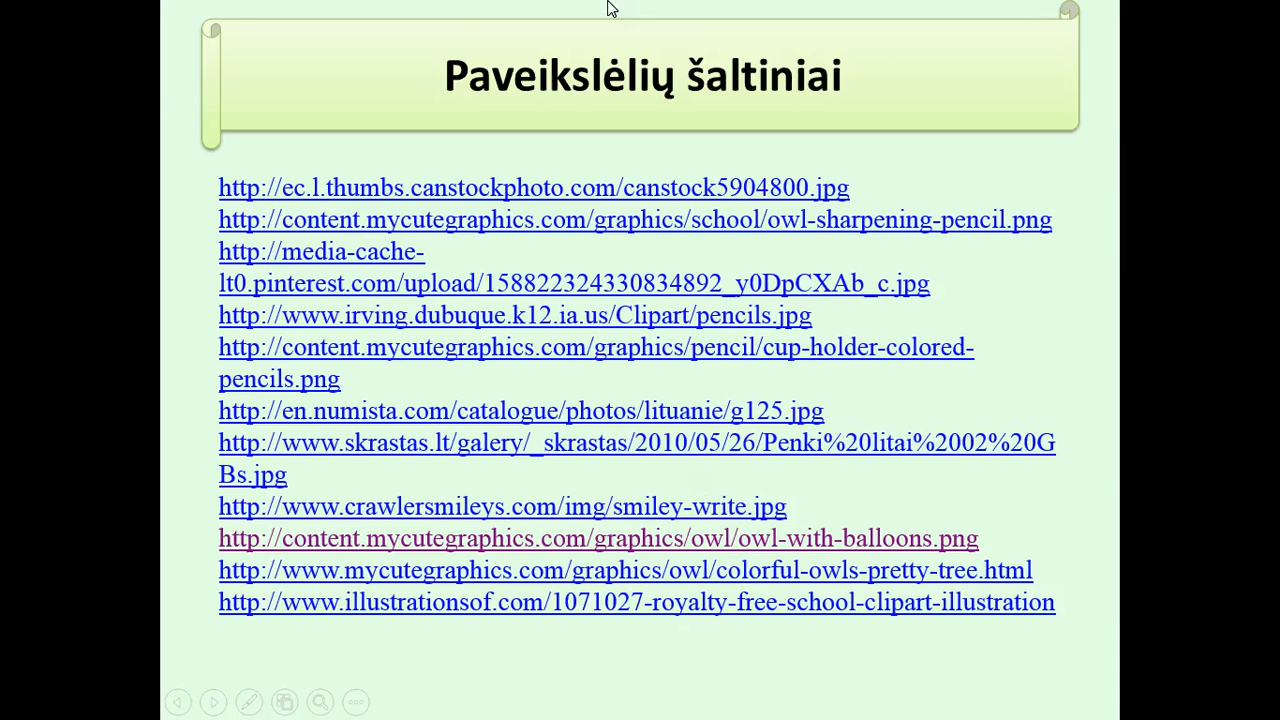 Paveikslėlių šaltiniai
http://ec.l.thumbs.canstockphoto.com/canstock5904800.jpg
http://content.mycutegraphics.com/graphics/school/owl-sharpening-pencil.png
http://media-cache-
lt0.pinterest.com/upload/158822324330834892_y0DpCXAb_c.jpg
http://www.irving.dubuque.k12.ia.us/Clipart/pencils.jpg
http://content.mycutegraphics.com/graphics/pencil/cup-holder-colored-
pencils.png
http://en.numista.com/catalogue/photos/lituanie/g125.jpg
http://www.skrastas.lt/galery/_skrastas/2010/05/26/Penki%20litai%2002%20G
Bs.jpg
http://www.crawlersmileys.com/img/smiley-write.jpg
http://content.mycutegraphics.com/graphics/owl/owl-with-balloons.png
http://www.mycutegraphics.com/graphics/owl/colorful-owls-pretty-tree.html
http://www.illustrationsof.com/1071027-royalty-free-school-clipart-illustration